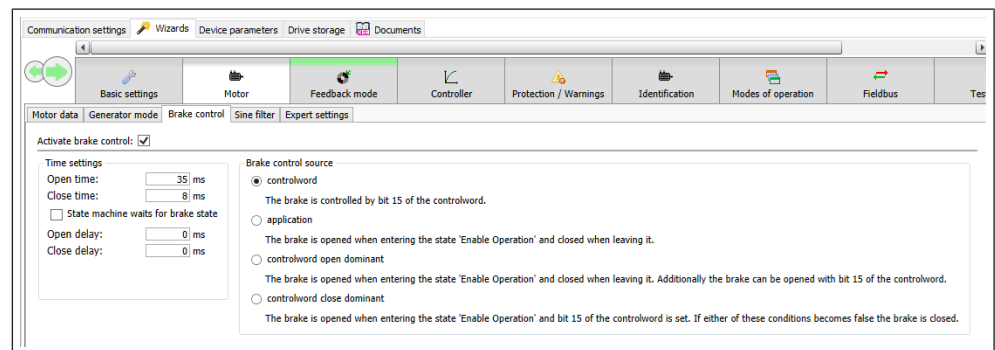 Communication settings Wizards Device parameters Drive storage Documents
Basic settings Motor Feedback mode Controller Protection / Warnings Identification Modes of operation Fieldbus Tes
Motor data Generator mode Brake control Sine filter Expert settings
Activate brake control:
Time settings
Open time: 35 ms
Close time: 8 ms
State machine waits for brake state
Open delay: 0 ms
Close delay: 0 ms
Brake control source
controlword
The brake is controlled by bit 15 of the controlword.
application
The brake is opened when entering the state 'Enable Operation' and closed when leaving it.
controlword open dominant
The brake is opened when entering the state 'Enable Operation' and closed when leaving it. Additionally the brake can be opened with bit 15 of the controlword.
controlword close dominant
The brake is opened when entering the state 'Enable Operation' and bit 15 of the controlword is set. If either of these conditions becomes false the brake is closed.